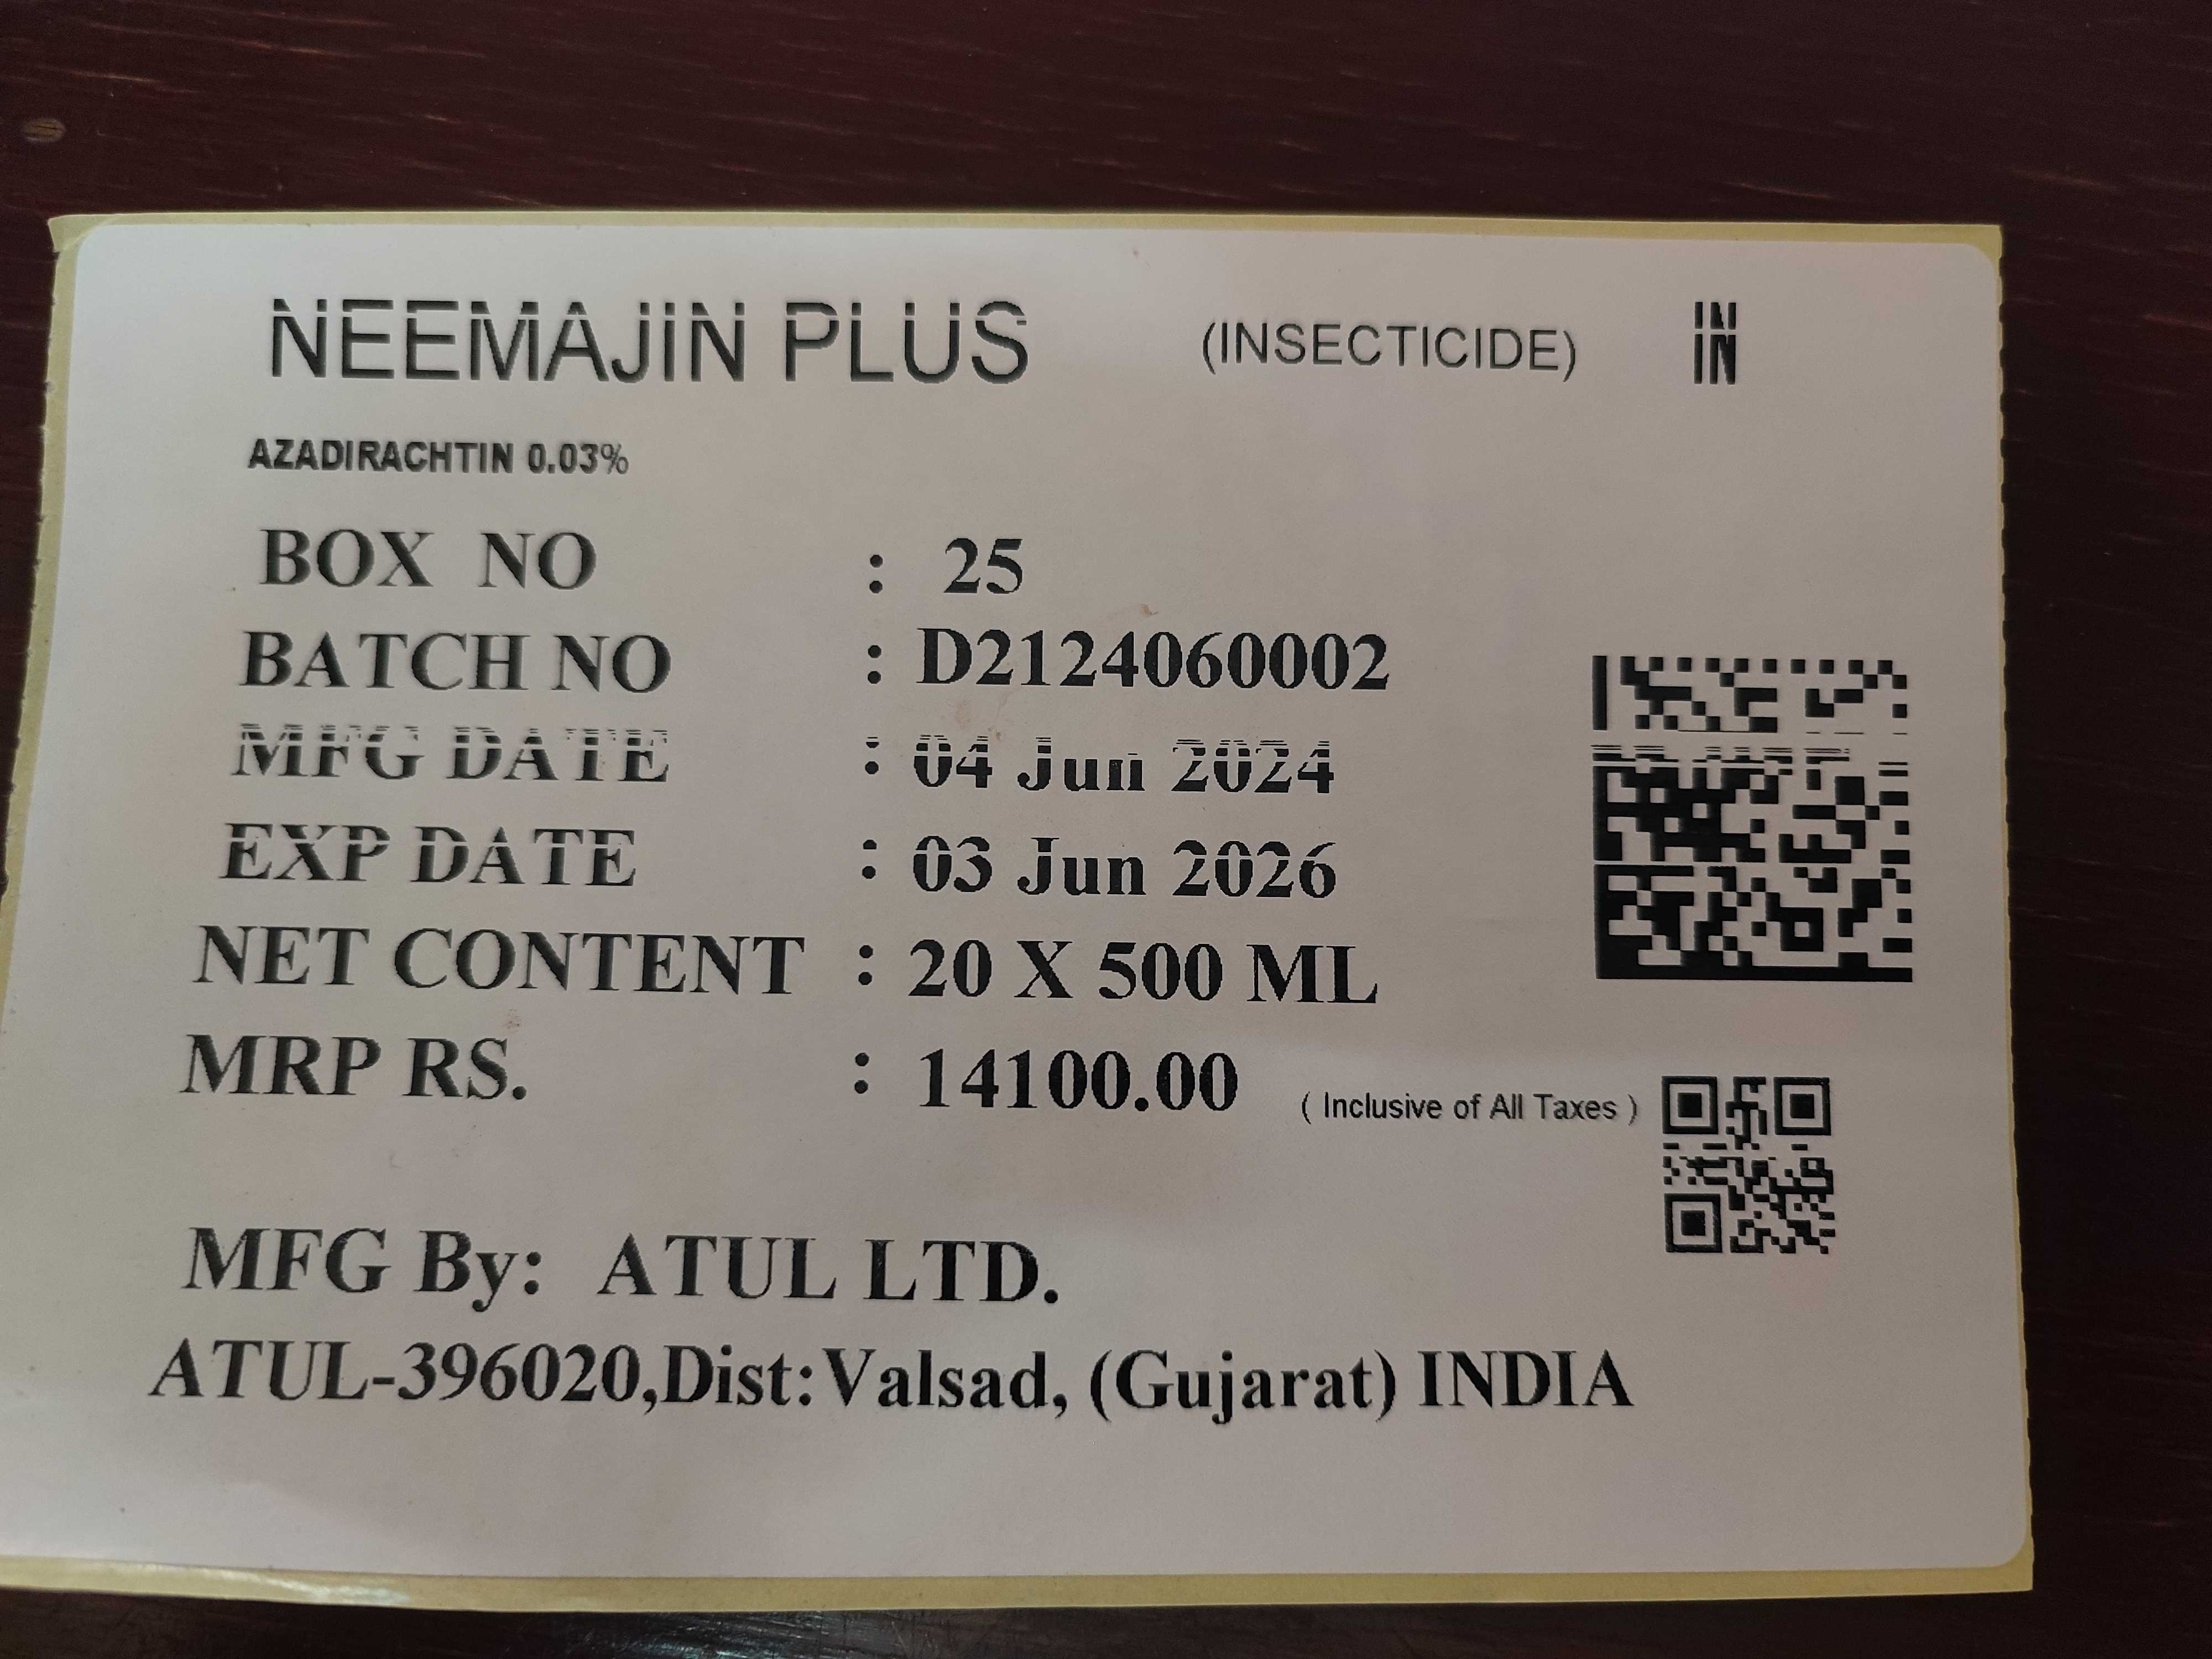 NEEMAJIN PLUS (INSECTICIDE) IN
AZADIRACHTIN 0.03%
BOX NO : 25
BATCH NO : D2124060002
MFG DATE : 04 Jun 2024
EXP DATE : 03 Jun 2026
NET CONTENT : 20 X 500 ML
MRP RS. : 14100.00 ( Inclusive of All Taxes )
MFG By: ATUL LTD.
ATUL-396020,Dist:Valsad, (Gujarat) INDIA